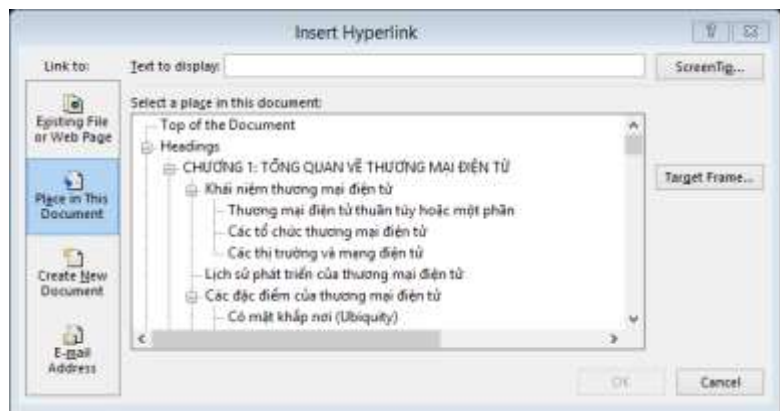 Insert Hyperlink
Link to:
Text to display:
ScreenTip...
Existing File
or Web Page
Place in This
Document
Create New
Document
E-mail
Address
Select a place in this document:
Top of the Document
Headings
CHƯƠNG 1: TỔNG QUAN VỀ THƯƠNG MẠI ĐIỆN TỬ
Khái niệm thương mại điện tử
Thương mại điện tử thuần túy hoặc một phần
Các tổ chức thương mại điện tử
Các thị trường và mạng điện tử
Lịch sử phát triển của thương mại điện tử
Các đặc điểm của thương mại điện tử
Có mặt khắp nơi (Ubiquity)
Target Frame...
OK
Cancel